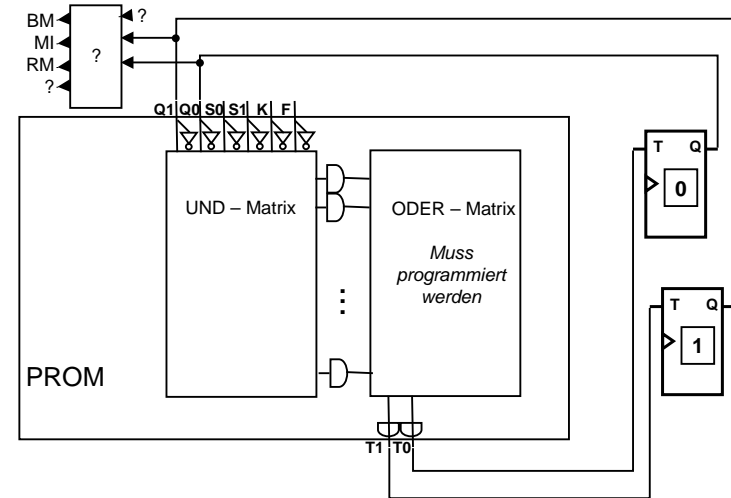 BM
?
MI
?
RM
?
Q1 Q0 S0 S1 K F
T Q
0
UND – Matrix
ODER – Matrix
Muss
programmiert
werden
T Q
1
...
PROM
T1 T0